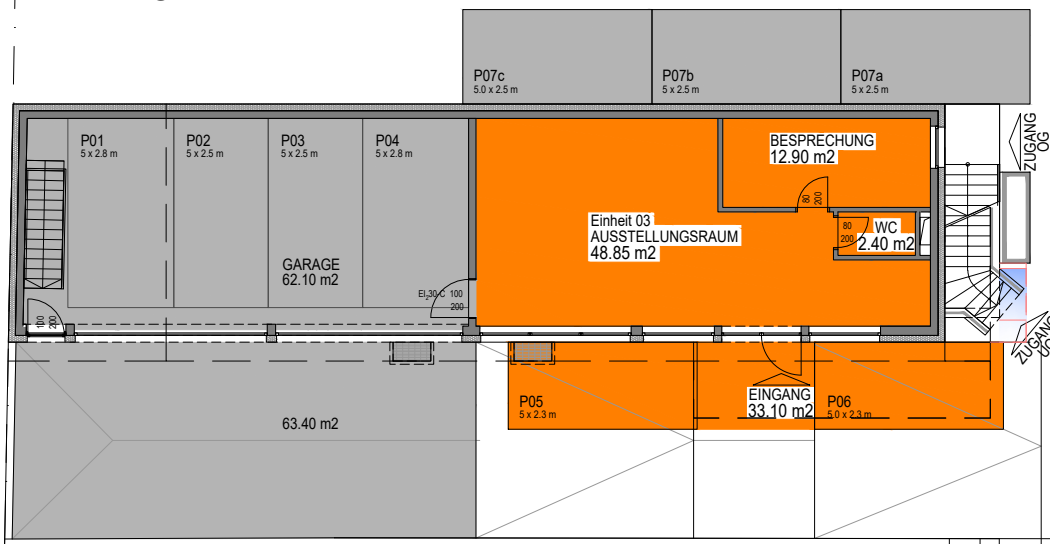 P07c
5.0 x 2.5 m
P07b
5 x 2.5 m
P07a
5 x 2.5 m
ZUGANG
OG
P01
5 x 2.8 m
P02
5 x 2.5 m
P03
5 x 2.5 m
P04
5 x 2.8 m
BESPRECHUNG
12.90 m2
80
200
Einheit 03
AUSSTELLUNGSRAUM
48.85 m2
80
200
WC
2.40 m2
GARAGE
62.10 m2
EI₂30-C 100
200
100
200
ZUGANG
UG
P05
5 x 2.3 m
EINGANG
33.10 m2
P06
5.0 x 2.3 m
63.40 m2